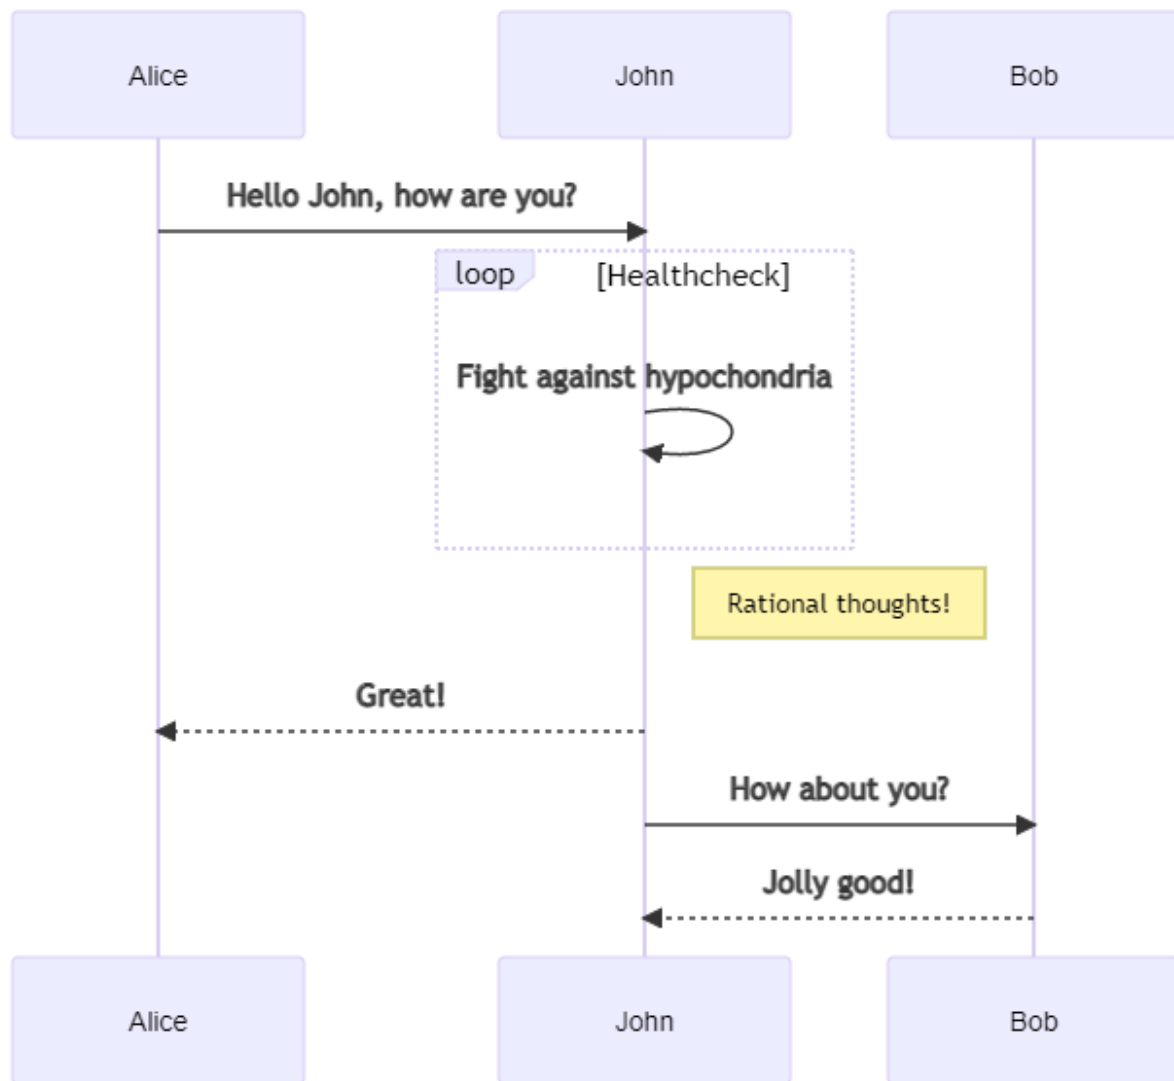 Alice
John
Bob
Hello John, how are you?
loop
[Healthcheck]
Fight against hypochondria
Rational thoughts!
Great!
How about you?
Jolly good!
Alice
John
Bob